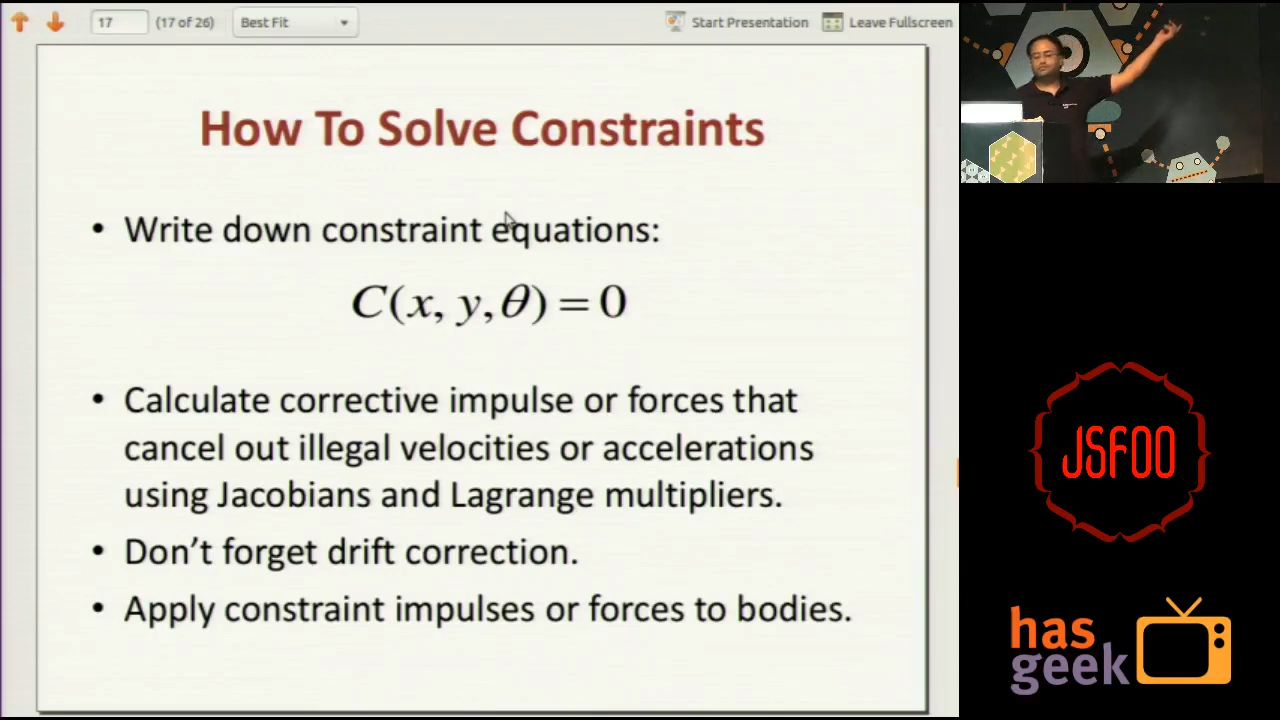 17 (17 of 26) Best Fit Start Presentation Leave Fullscreen
How To Solve Constraints
• Write down constraint equations:
C(x, y, θ) = 0
• Calculate corrective impulse or forces that
cancel out illegal velocities or accelerations
using Jacobians and Lagrange multipliers.
• Don’t forget drift correction.
• Apply constraint impulses or forces to bodies.
JSFOO
has
geek